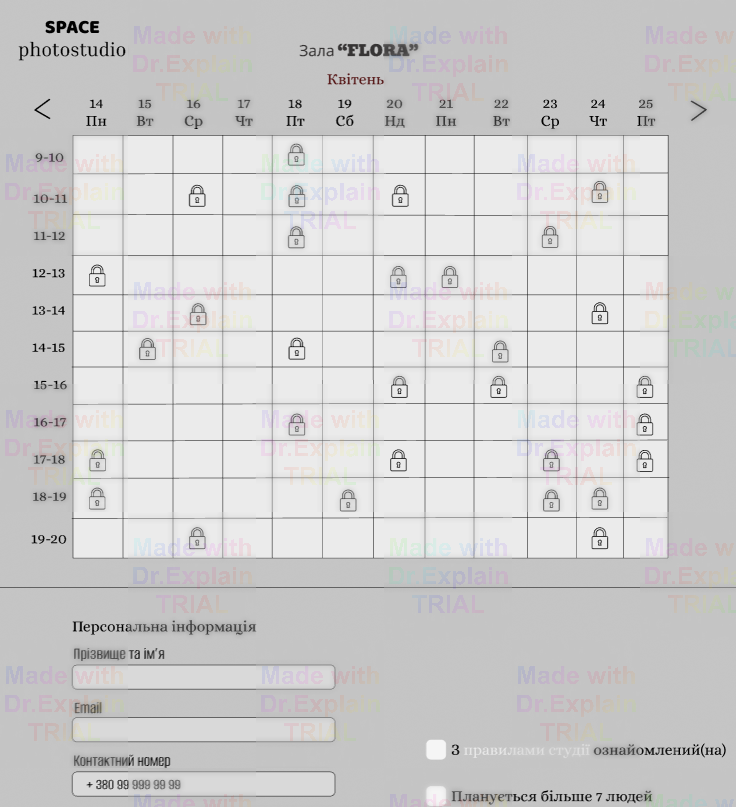 SPACE
photostudio
Зала “FLORA”
Квітень
< 14 15 16 17 18 19 20 21 22 23 24 25 >
Пн Вт Ср Чт Пт Сб Нд Пн Вт Ср Чт Пт
9-10
10-11
11-12
12-13
13-14
14-15
15-16
16-17
17-18
18-19
19-20
Персональна інформація
Прізвище та ім’я
Email
Контактний номер
+ 380 99 999 99 99
З правилами студії ознайомлений(на)
Планується більше 7 людей
Made with
Dr.Explain
TRIAL